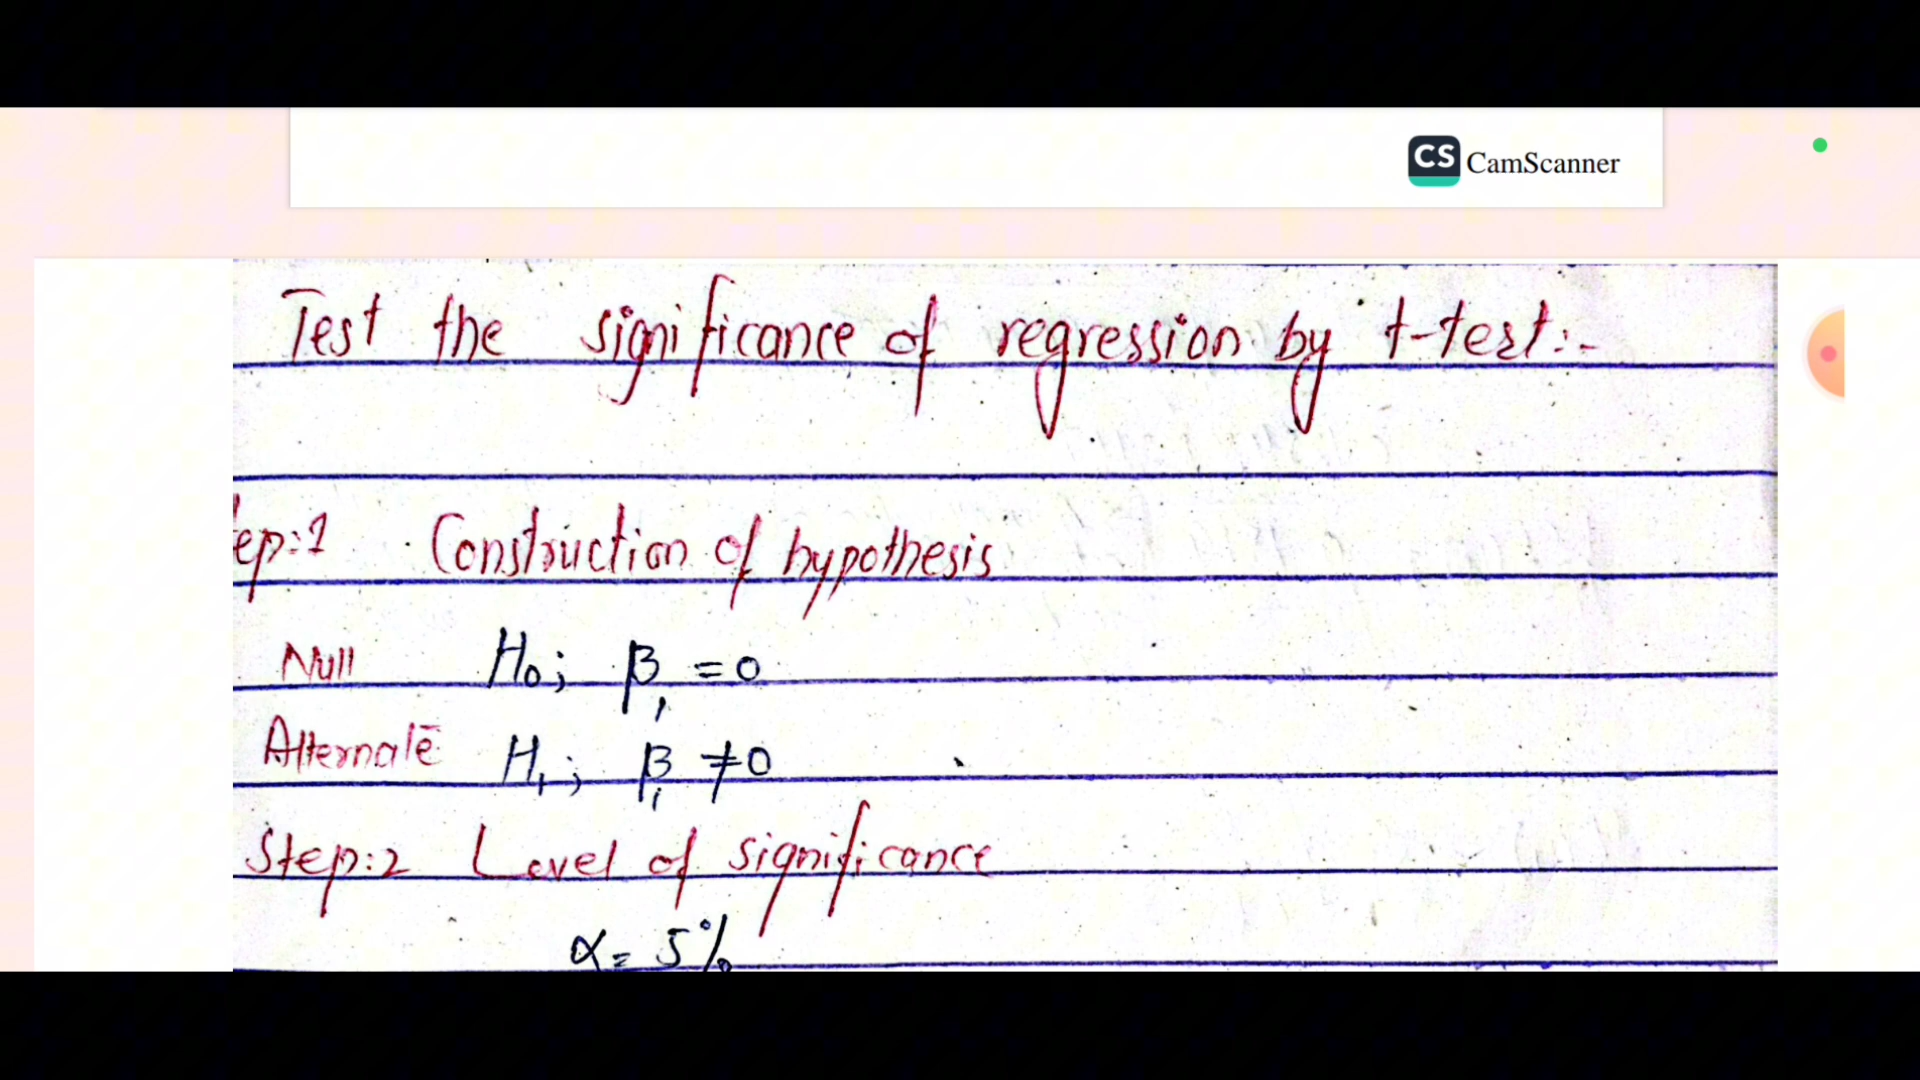 CS CamScanner
Test the significance of regression by t-test:-
ep:1 Construction of hypothesis
Null H₀; β₁ = 0
Alternate H₁; β₁ ≠ 0
Step:2 Level of significance
α = 5%